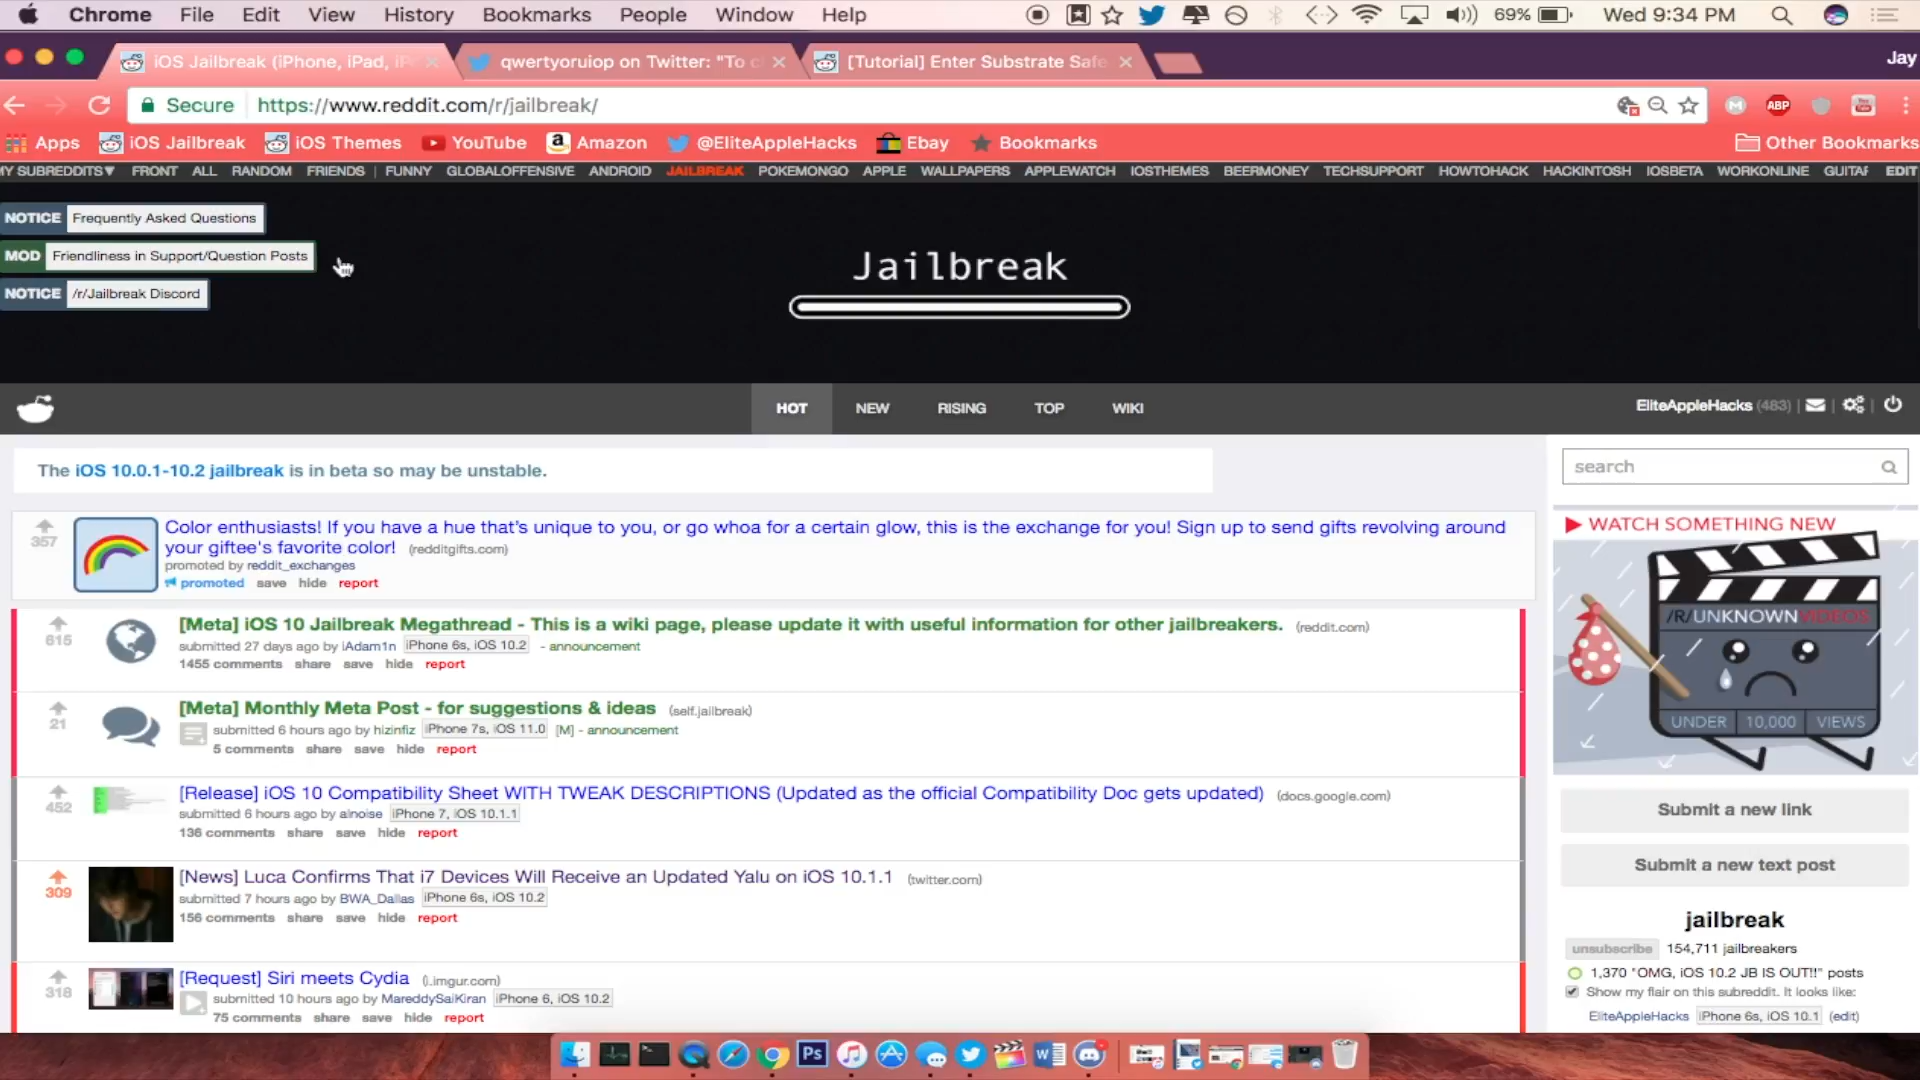 Chrome File Edit View History Bookmarks People Window Help 69% Wed 9:34 PM
iOS Jailbreak (iPhone, iPad, iP qwertyoruiop on Twitter: "To c [Tutorial] Enter Substrate Safe Jay
Secure https://www.reddit.com/r/jailbreak/ ABP
Apps iOS Jailbreak iOS Themes YouTube Amazon @EliteAppleHacks Ebay Bookmarks Other Bookmarks
MY SUBREDDITS FRONT ALL RANDOM FRIENDS | FUNNY GLOBALOFFENSIVE ANDROID JAILBREAK POKEMONGO APPLE WALLPAPERS APPLEWATCH IOSTHEMES BEERMONEY TECHSUPPORT HOWTOHACK HACKINTOSH IOSBETA WORKONLINE GUITAR EDIT
NOTICE Frequently Asked Questions
MOD Friendliness in Support/Question Posts
NOTICE /r/Jailbreak Discord
Jailbreak
HOT NEW RISING TOP WIKI
EliteAppleHacks (483) | | |
The iOS 10.0.1-10.2 jailbreak is in beta so may be unstable.
357
Color enthusiasts! If you have a hue that's unique to you, or go whoa for a certain glow, this is the exchange for you! Sign up to send gifts revolving around
your giftee's favorite color! (redditgifts.com)
promoted by reddit_exchanges
promoted save hide report
615
[Meta] iOS 10 Jailbreak Megathread - This is a wiki page, please update it with useful information for other jailbreakers. (reddit.com)
submitted 27 days ago by iAdam1n iPhone 6s, iOS 10.2 - announcement
1455 comments share save hide report
21
[Meta] Monthly Meta Post - for suggestions & ideas (self.jailbreak)
submitted 6 hours ago by hizinfiz iPhone 7s, iOS 11.0 [M] - announcement
5 comments share save hide report
452
[Release] iOS 10 Compatibility Sheet WITH TWEAK DESCRIPTIONS (Updated as the official Compatibility Doc gets updated) (docs.google.com)
submitted 6 hours ago by alnoise iPhone 7, iOS 10.1.1
136 comments share save hide report
309
[News] Luca Confirms That i7 Devices Will Receive an Updated Yalu on iOS 10.1.1 (twitter.com)
submitted 7 hours ago by BWA_Dallas iPhone 6s, iOS 10.2
156 comments share save hide report
318
[Request] Siri meets Cydia (i.imgur.com)
submitted 10 hours ago by MareddySaiKiran iPhone 6, iOS 10.2
75 comments share save hide report
search
WATCH SOMETHING NEW
/R/UNKNOWNVIDEOS
UNDER 10,000 VIEWS
Submit a new link
Submit a new text post
jailbreak
unsubscribe 154,711 jailbreakers
1,370 "OMG, iOS 10.2 JB IS OUT!!" posts
Show my flair on this subreddit. It looks like:
EliteAppleHacks iPhone 6s, iOS 10.1 (edit)
Ps
W